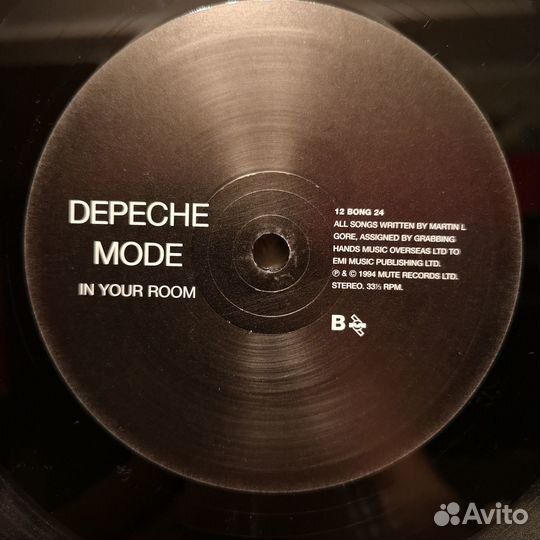 DEPECHE
MODE
IN YOUR ROOM
12 BONG 24
ALL SONGS WRITTEN BY MARTIN L
GORE, ASSIGNED BY GRABBING
HANDS MUSIC OVERSEAS LTD TO
EMI MUSIC PUBLISHING LTD.
℗ & © 1994 MUTE RECORDS LTD.
STEREO. 33⅓ RPM.
B
Avito